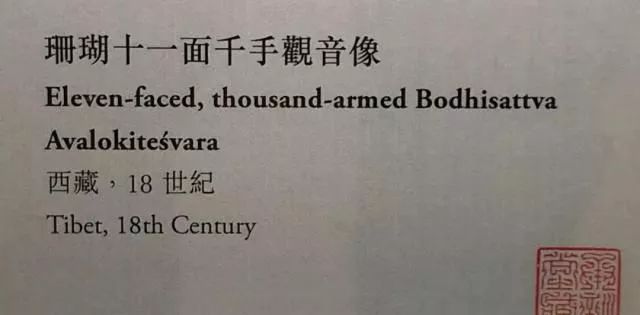 珊瑚十一面千手觀音像
Eleven-faced, thousand-armed Bodhisattva
Avalokiteśvara
西藏，18 世紀
Tibet, 18th Century